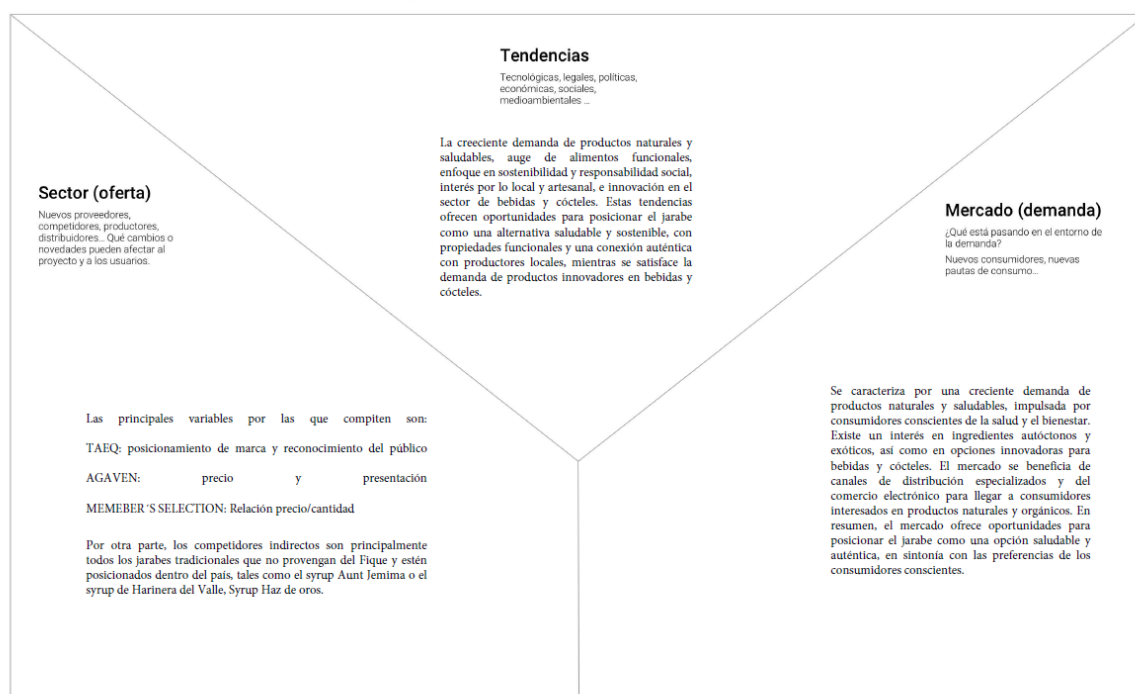 Tendencias
Tecnológicas, legales, políticas,
económicas, sociales,
medioambientales ...
La creeciente demanda de productos naturales y
saludables, auge de alimentos funcionales,
enfoque en sostenibilidad y responsabilidad social,
interés por lo local y artesanal, e innovación en el
sector de bebidas y cócteles. Estas tendencias
ofrecen oportunidades para posicionar el jarabe
como una alternativa saludable y sostenible, con
propiedades funcionales y una conexión auténtica
con productores locales, mientras se satisface la
demanda de productos innovadores en bebidas y
cócteles.
Sector (oferta)
Nuevos proveedores,
competidores, productores,
distribuidores... Qué cambios o
novedades pueden afectar al
proyecto y a los usuarios.
Las principales variables por las que compiten son:
TAEQ: posicionamiento de marca y reconocimiento del público
AGAVEN: precio y presentación
MEMEBER´S SELECTION: Relación precio/cantidad
Por otra parte, los competidores indirectos son principalmente
todos los jarabes tradicionales que no provengan del Fique y estén
posicionados dentro del país, tales como el syrup Aunt Jemima o el
syrup de Harinera del Valle, Syrup Haz de oros.
Mercado (demanda)
¿Qué está pasando en el entorno de
la demanda?
Nuevos consumidores, nuevas
pautas de consumo...
Se caracteriza por una creciente demanda de
productos naturales y saludables, impulsada por
consumidores conscientes de la salud y el bienestar.
Existe un interés en ingredientes autóctonos y
exóticos, así como en opciones innovadoras para
bebidas y cócteles. El mercado se beneficia de
canales de distribución especializados y del
comercio electrónico para llegar a consumidores
interesados en productos naturales y orgánicos. En
resumen, el mercado ofrece oportunidades para
posicionar el jarabe como una opción saludable y
auténtica, en sintonía con las preferencias de los
consumidores conscientes.